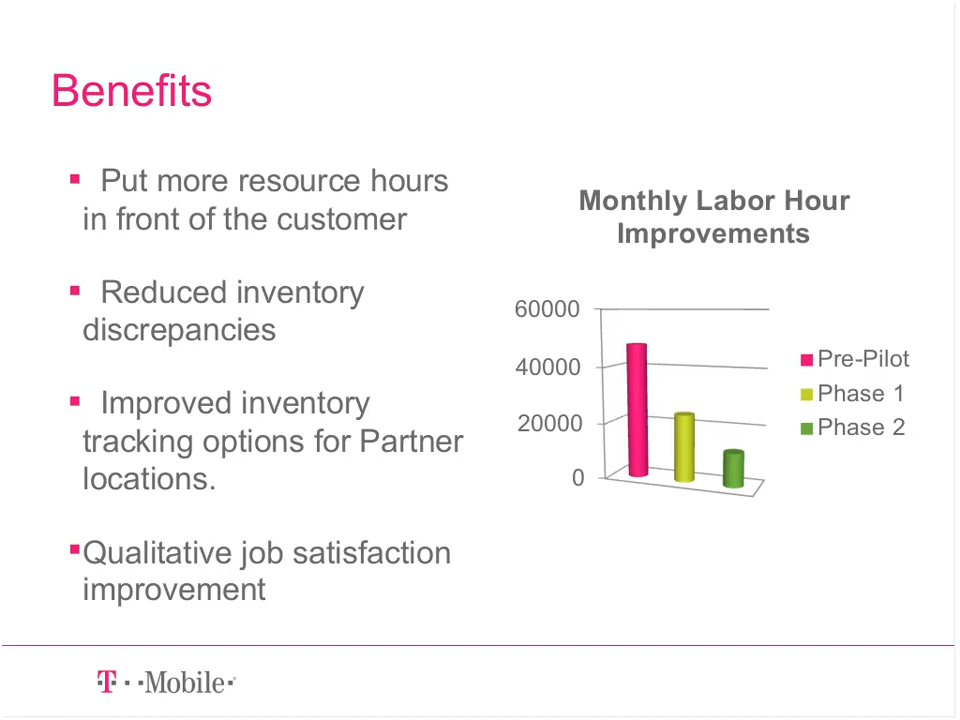 Benefits
▪ Put more resource hours
in front of the customer
▪ Reduced inventory
discrepancies
▪ Improved inventory
tracking options for Partner
locations.
▪Qualitative job satisfaction
improvement
Monthly Labor Hour
Improvements
60000
40000
20000
0
Pre-Pilot
Phase 1
Phase 2
T··Mobile·